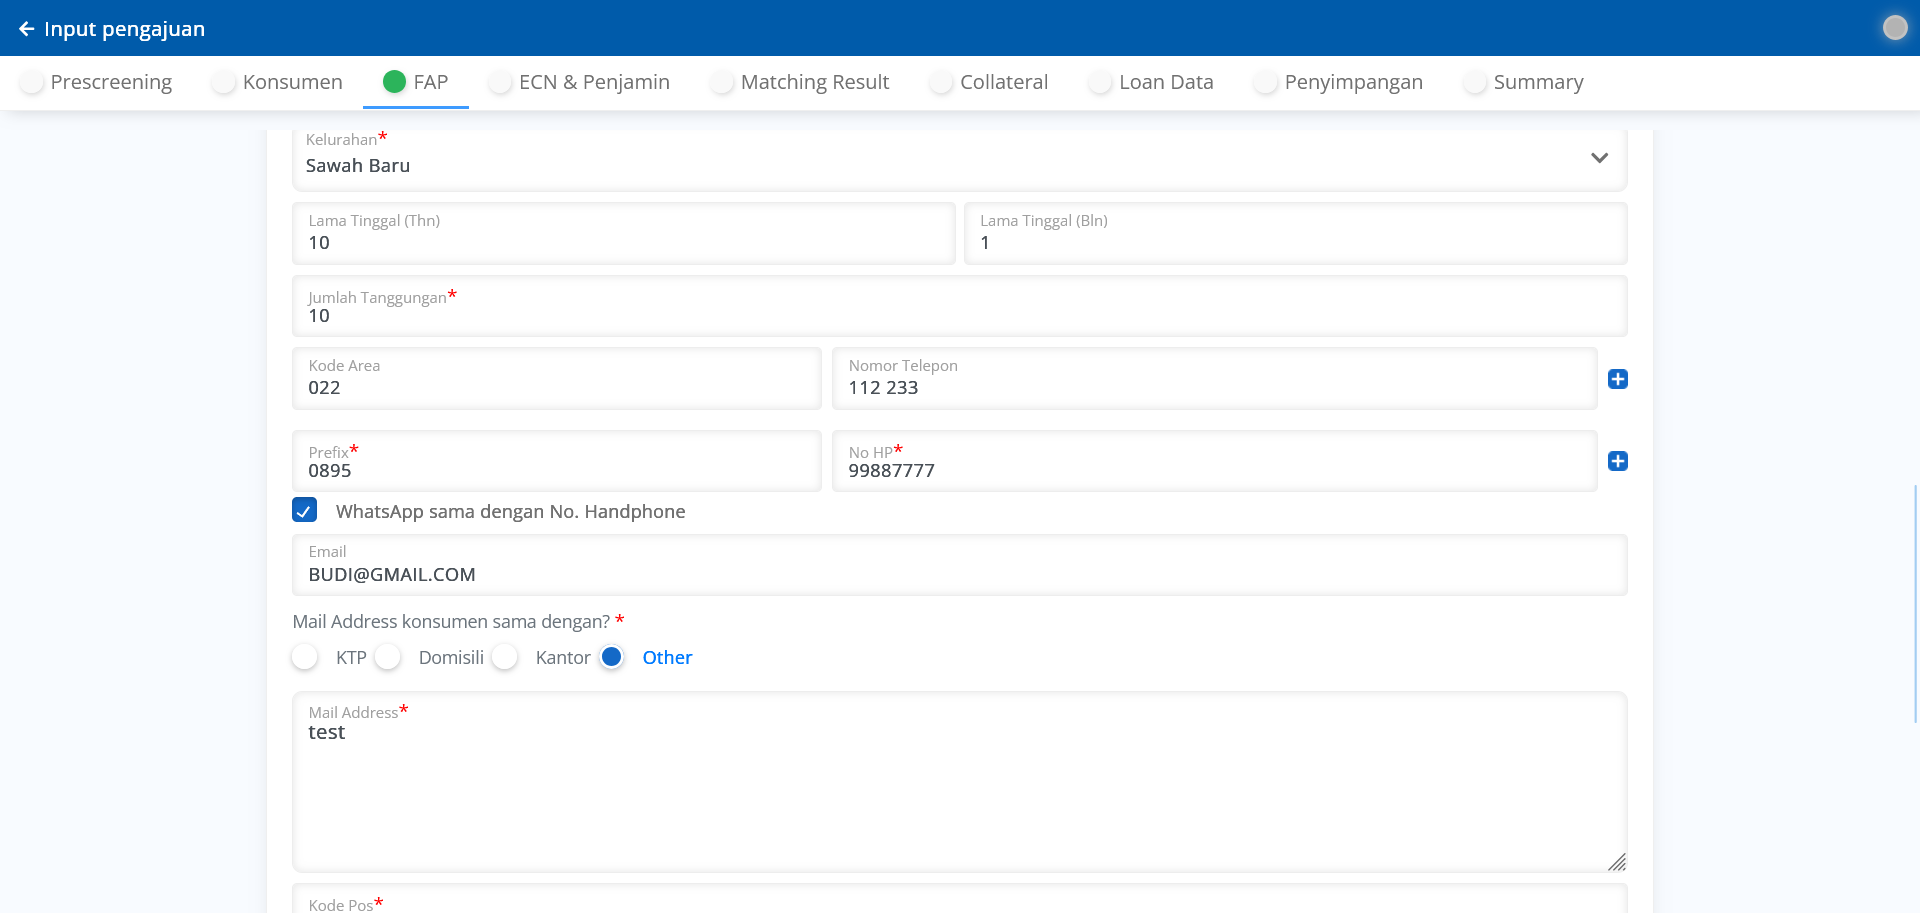 Input pengajuan
Prescreening Konsumen FAP ECN & Penjamin Matching Result Collateral Loan Data Penyimpangan Summary
Kelurahan*
Sawah Baru
Lama Tinggal (Thn)
10
Lama Tinggal (Bln)
1
Jumlah Tanggungan*
10
Kode Area
022
Nomor Telepon
112 233
Prefix*
0895
No HP*
99887777
WhatsApp sama dengan No. Handphone
Email
BUDI@GMAIL.COM
Mail Address konsumen sama dengan? *
KTP Domisili Kantor Other
Mail Address*
test
Kode Pos*